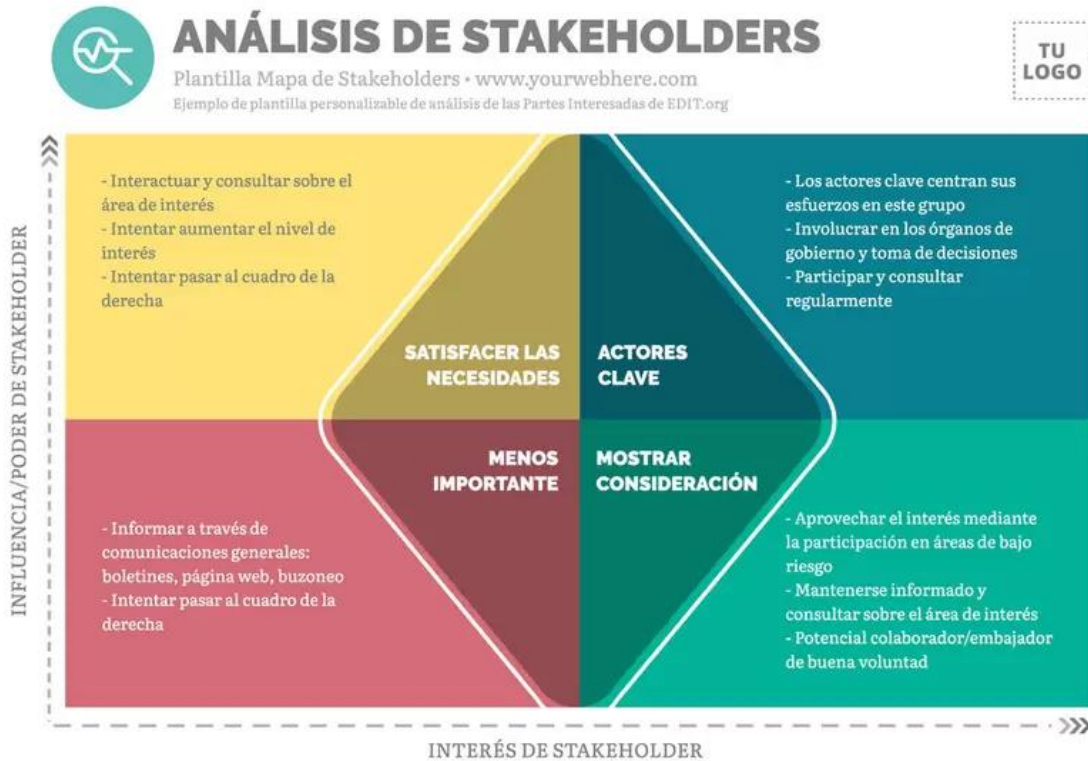 ANÁLISIS DE STAKEHOLDERS
Plantilla Mapa de Stakeholders • www.yourwebhere.com
Ejemplo de plantilla personalizable de análisis de las Partes Interesadas de EDIT.org
TU
LOGO
INFLUENCIA/PODER DE STAKEHOLDER
- Interactuar y consultar sobre el
área de interés
- Intentar aumentar el nivel de
interés
- Intentar pasar al cuadro de la
derecha
SATISFACER LAS
NECESIDADES
- Los actores clave centran sus
esfuerzos en este grupo
- Involucrar en los órganos de
gobierno y toma de decisiones
- Participar y consultar
regularmente
ACTORES
CLAVE
MENOS
IMPORTANTE
- Informar a través de
comunicaciones generales:
boletines, página web, buzoneo
- Intentar pasar al cuadro de la
derecha
MOSTRAR
CONSIDERACIÓN
- Aprovechar el interés mediante
la participación en áreas de bajo
riesgo
- Mantenerse informado y
consultar sobre el área de interés
- Potencial colaborador/embajador
de buena voluntad
INTERÉS DE STAKEHOLDER